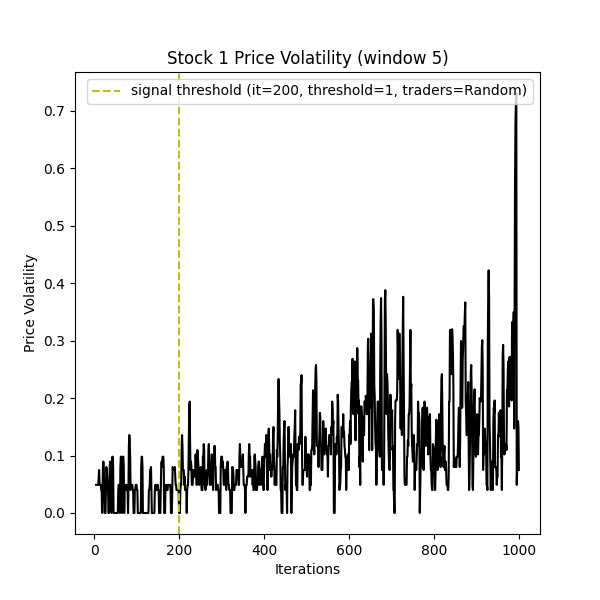 Stock 1 Price Volatility (window 5)
signal threshold (it=200, threshold=1, traders=Random)
0.7
0.6
0.5
0.4
0.3
0.2
0.1
0.0
Price Volatility
0 200 400 600 800 1000
Iterations